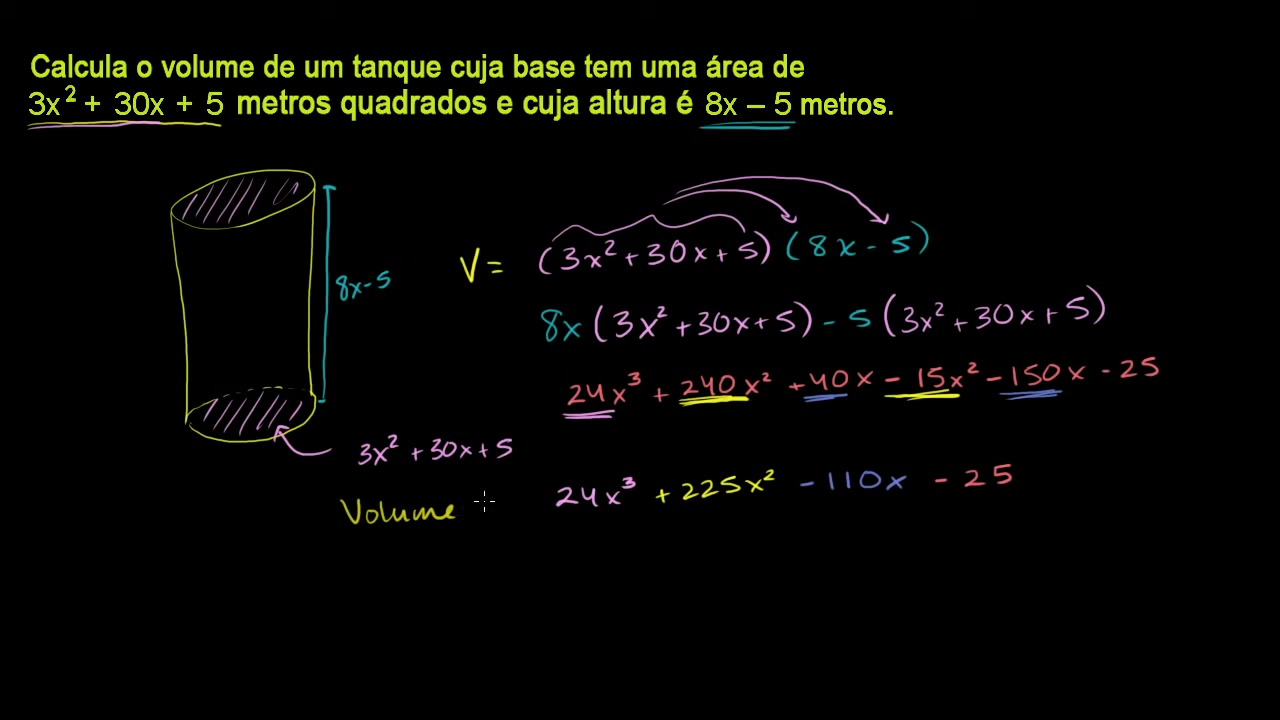 Calcula o volume de um tanque cuja base tem uma área de
3x² + 30x + 5 metros quadrados e cuja altura é 8x – 5 metros.
V = (3x² + 30x + 5) (8x - 5)
8x-5
8x (3x² + 30x + 5) - 5 (3x² + 30x + 5)
24x³ + 240x² + 40x - 15x² - 150x - 25
3x² + 30x + 5
24x³ + 225x² - 110x - 25
Volume